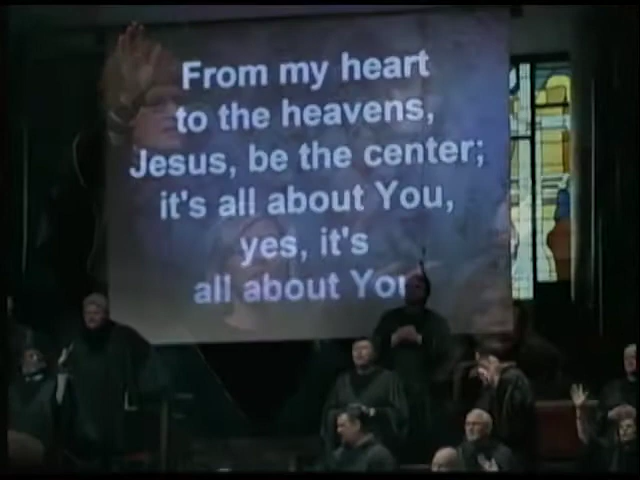 From my heart
to the heavens,
Jesus, be the center;
it's all about You,
yes, it's
all about You